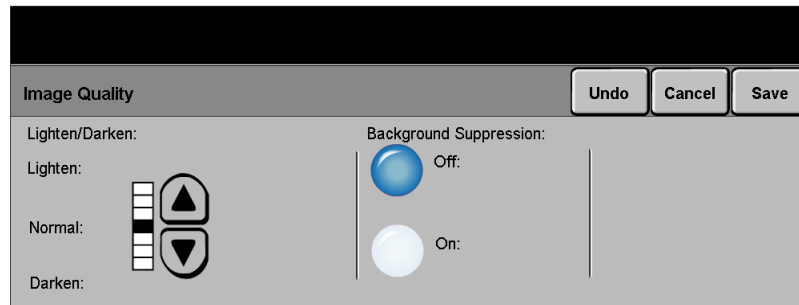 Image Quality
Undo
Cancel
Save
Lighten/Darken:
Lighten:
Normal:
Darken:
Background Suppression:
Off:
On: